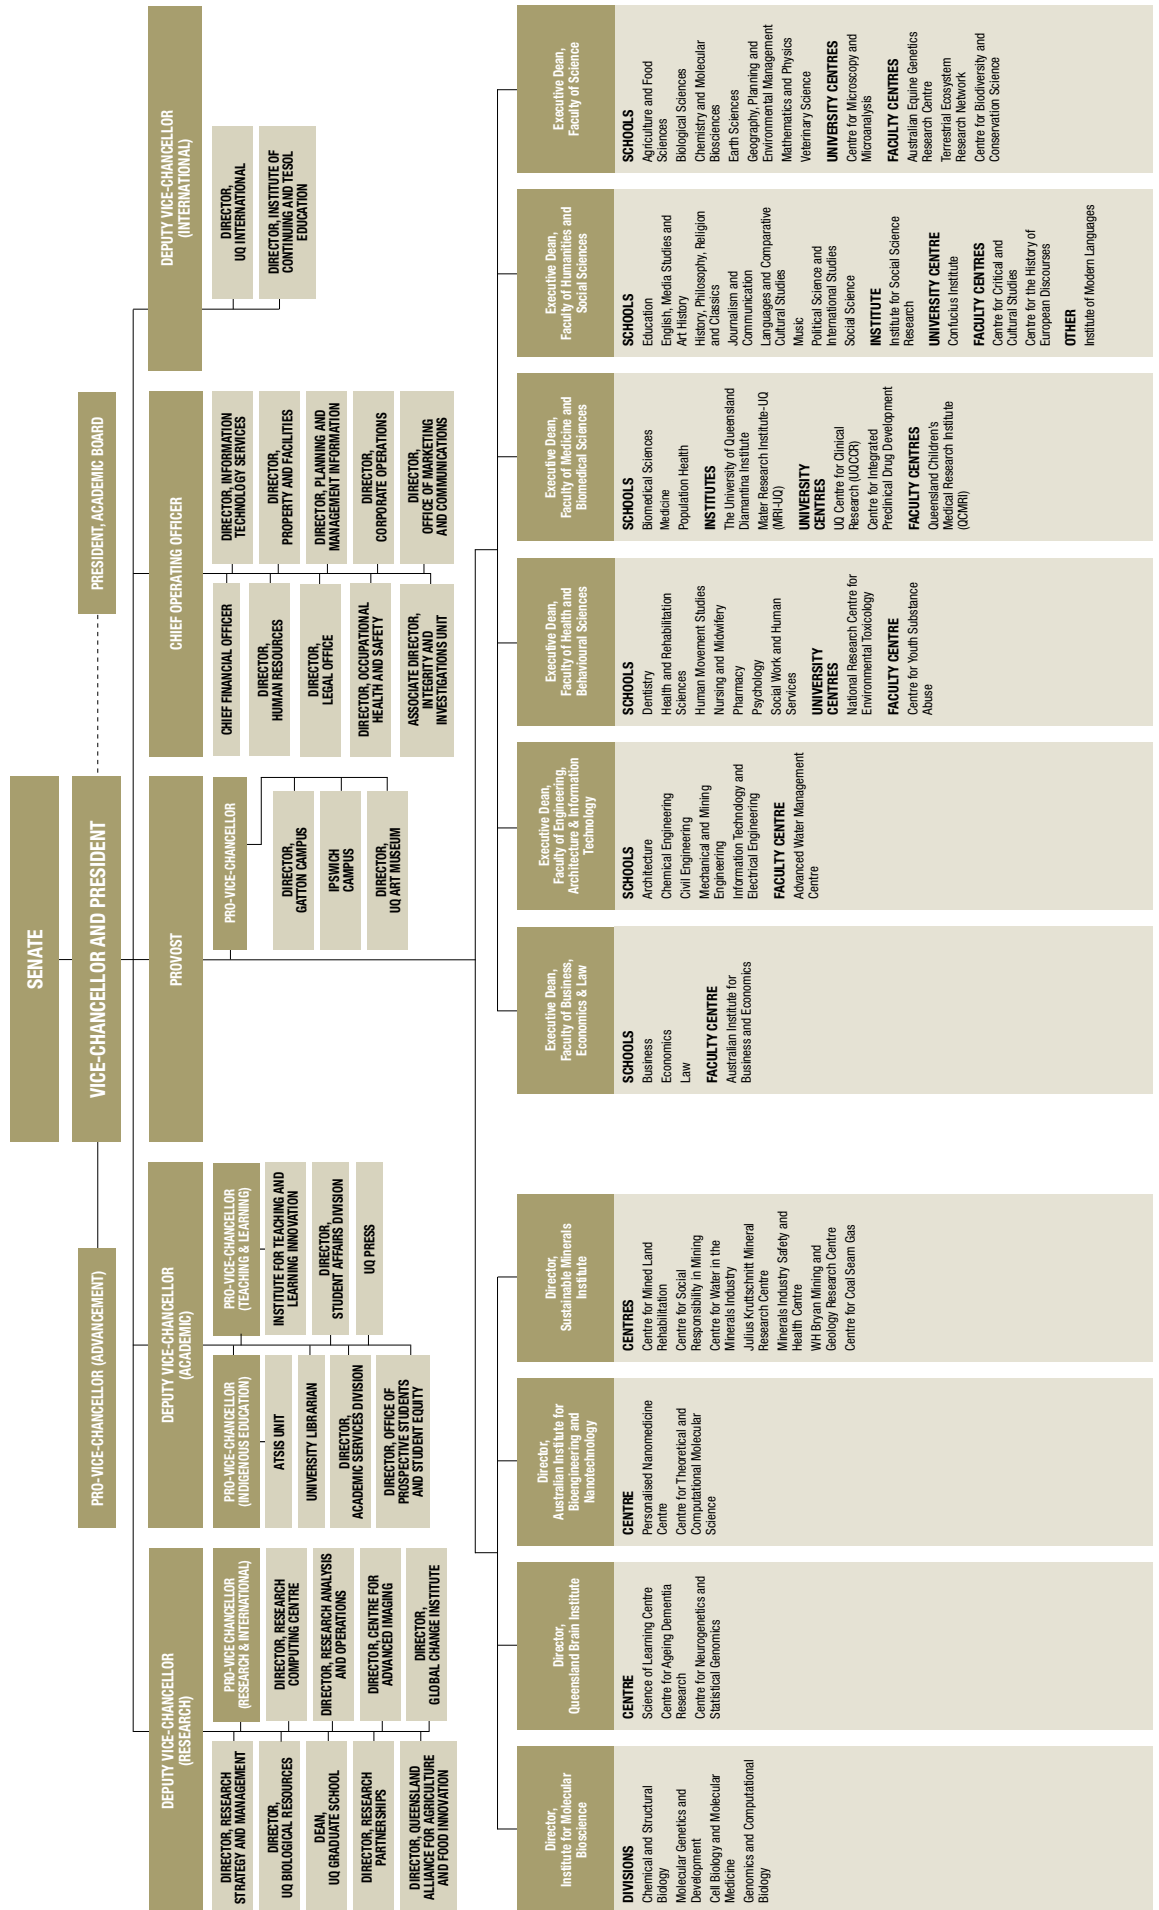 SENATE
VICE-CHANCELLOR AND PRESIDENT
PRO-VICE-CHANCELLOR (ADVANCEMENT)
PRESIDENT, ACADEMIC BOARD
DEPUTY VICE-CHANCELLOR
(RESEARCH)
DIRECTOR, RESEARCH
STRATEGY AND MANAGEMENT
DIRECTOR,
UQ BIOLOGICAL RESOURCES
DEAN,
UQ GRADUATE SCHOOL
DIRECTOR, RESEARCH
PARTNERSHIPS
DIRECTOR, QUEENSLAND
ALLIANCE FOR AGRICULTURE
AND FOOD INNOVATION
PRO-VICE CHANCELLOR
(RESEARCH & INTERNATIONAL)
DIRECTOR, RESEARCH
COMPUTING CENTRE
DIRECTOR, RESEARCH ANALYSIS
AND OPERATIONS
DIRECTOR, CENTRE FOR
ADVANCED IMAGING
DIRECTOR,
GLOBAL CHANGE INSTITUTE
DEPUTY VICE-CHANCELLOR
(ACADEMIC)
PRO-VICE-CHANCELLOR
(INDIGENOUS EDUCATION)
ATSIS UNIT
UNIVERSITY LIBRARIAN
DIRECTOR,
ACADEMIC SERVICES DIVISION
DIRECTOR, OFFICE OF
PROSPECTIVE STUDENTS
AND STUDENT EQUITY
PRO-VICE-CHANCELLOR
(TEACHING & LEARNING)
INSTITUTE FOR TEACHING AND
LEARNING INNOVATION
DIRECTOR,
STUDENT AFFAIRS DIVISION
UQ PRESS
PROVOST
PRO-VICE-CHANCELLOR
DIRECTOR,
GATTON CAMPUS
IPSWICH
CAMPUS
DIRECTOR,
UQ ART MUSEUM
CHIEF OPERATING OFFICER
CHIEF FINANCIAL OFFICER
DIRECTOR,
HUMAN RESOURCES
DIRECTOR,
LEGAL OFFICE
DIRECTOR, OCCUPATIONAL
HEALTH AND SAFETY
ASSOCIATE DIRECTOR,
INTEGRITY AND
INVESTIGATIONS UNIT
DIRECTOR, INFORMATION
TECHNOLOGY SERVICES
DIRECTOR,
PROPERTY AND FACILITIES
DIRECTOR, PLANNING AND
MANAGEMENT INFORMATION
DIRECTOR,
CORPORATE OPERATIONS
DIRECTOR,
OFFICE OF MARKETING
AND COMMUNICATIONS
DEPUTY VICE-CHANCELLOR
(INTERNATIONAL)
DIRECTOR,
UQ INTERNATIONAL
DIRECTOR, INSTITUTE OF
CONTINUING AND TESOL
EDUCATION
Director,
Institute for Molecular
Bioscience
DIVISIONS
Chemical and Structural
Biology
Molecular Genetics and
Development
Cell Biology and Molecular
Medicine
Genomics and Computational
Biology
Director,
Queensland Brain Institute
CENTRE
Science of Learning Centre
Centre for Ageing Dementia
Research
Centre for Neurogenetics and
Statistical Genomics
Director,
Australian Institute for
Bioengineering and
Nanotechnology
CENTRE
Personalised Nanomedicine
Centre
Centre for Theoretical and
Computational Molecular
Science
Director,
Sustainable Minerals
Institute
CENTRES
Centre for Mined Land
Rehabilitation
Centre for Social
Responsibility in Mining
Centre for Water in the
Minerals Industry
Julius Kruttschnitt Mineral
Research Centre
Minerals Industry Safety and
Health Centre
WH Bryan Mining and
Geology Research Centre
Centre for Coal Seam Gas
Executive Dean,
Faculty of Business,
Economics & Law
SCHOOLS
Business
Economics
Law
FACULTY CENTRE
Australian Institute for
Business and Economics
Executive Dean,
Faculty of Engineering,
Architecture & Information
Technology
SCHOOLS
Architecture
Chemical Engineering
Civil Engineering
Mechanical and Mining
Engineering
Information Technology and
Electrical Engineering
FACULTY CENTRE
Advanced Water Management
Centre
Executive Dean,
Faculty of Health and
Behavioural Sciences
SCHOOLS
Dentistry
Health and Rehabilitation
Sciences
Human Movement Studies
Nursing and Midwifery
Pharmacy
Psychology
Social Work and Human
Services
UNIVERSITY
CENTRES
National Research Centre for
Environmental Toxicology
FACULTY CENTRE
Centre for Youth Substance
Abuse
Executive Dean,
Faculty of Medicine and
Biomedical Sciences
SCHOOLS
Biomedical Sciences
Medicine
Population Health
INSTITUTES
The University of Queensland
Diamantina Institute
Mater Research Institute-UQ
(MRI-UQ)
UNIVERSITY
CENTRES
UQ Centre for Clinical
Research (UQCCR)
Centre for Integrated
Preclinical Drug Development
FACULTY CENTRES
Queensland Children's
Medical Research Institute
(QCMRI)
Executive Dean,
Faculty of Humanities and
Social Sciences
SCHOOLS
Education
English, Media Studies and
Art History
History, Philosophy, Religion
and Classics
Journalism and
Communication
Languages and Comparative
Cultural Studies
Music
Political Science and
International Studies
Social Science
INSTITUTE
Institute for Social Science
Research
UNIVERSITY CENTRE
Confucius Institute
FACULTY CENTRES
Centre for Critical and
Cultural Studies
Centre for the History of
European Discourses
OTHER
Institute of Modern Languages
Executive Dean,
Faculty of Science
SCHOOLS
Agriculture and Food
Sciences
Biological Sciences
Chemistry and Molecular
Biosciences
Earth Sciences
Geography, Planning and
Environmental Management
Mathematics and Physics
Veterinary Science
UNIVERSITY CENTRES
Centre for Microscopy and
Microanalysis
FACULTY CENTRES
Australian Equine Genetics
Research Centre
Terrestrial Ecosystem
Research Network
Centre for Biodiversity and
Conservation Science